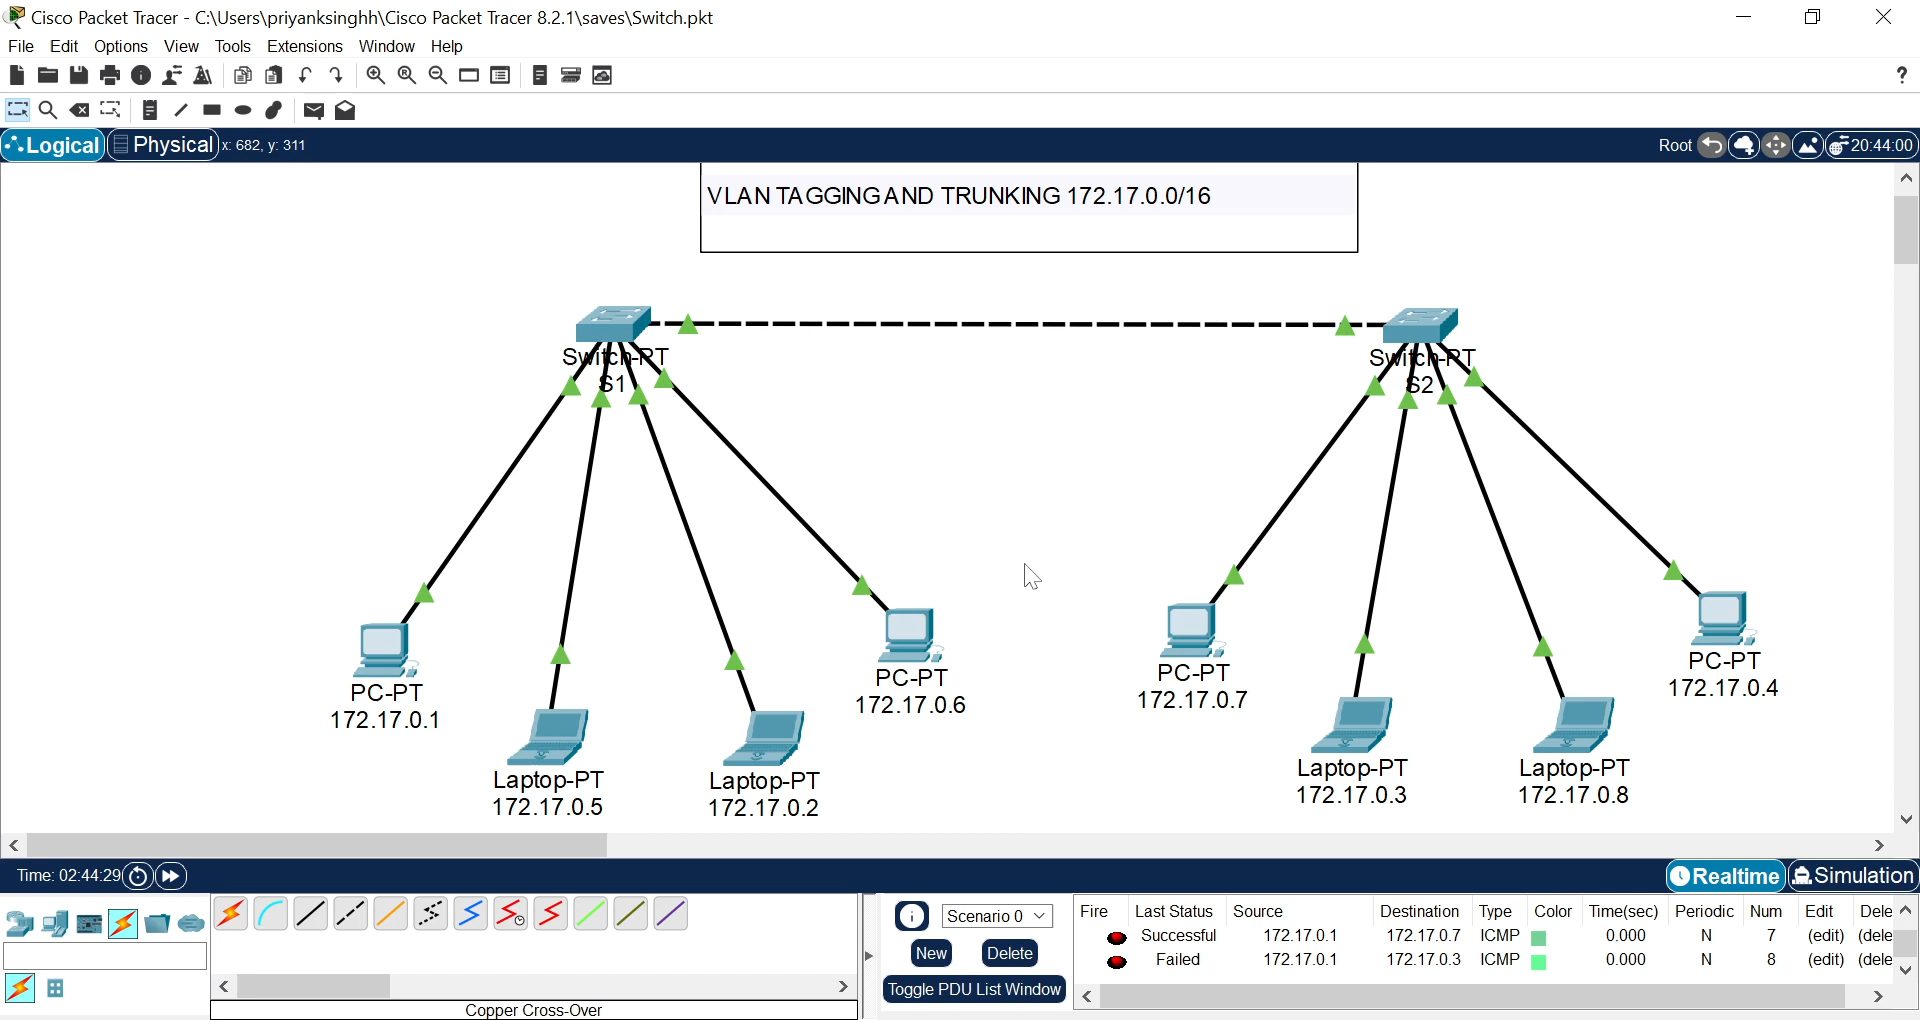 Cisco Packet Tracer - C:\Users\priyanksinghh\Cisco Packet Tracer 8.2.1\saves\Switch.pkt
File Edit Options View Tools Extensions Window Help
?
Logical Physical x: 682, y: 311 Root 20:44:00
VLAN TAGGING AND TRUNKING 172.17.0.0/16
Switch-PT
S1
Switch-PT
S2
PC-PT
172.17.0.1
Laptop-PT
172.17.0.5
Laptop-PT
172.17.0.2
PC-PT
172.17.0.6
PC-PT
172.17.0.7
Laptop-PT
172.17.0.3
Laptop-PT
172.17.0.8
PC-PT
172.17.0.4
Time: 02:44:29 Realtime Simulation
Copper Cross-Over
Scenario 0
New Delete
Toggle PDU List Window
Fire Last Status Source Destination Type Color Time(sec) Periodic Num Edit Dele
Successful 172.17.0.1 172.17.0.7 ICMP 0.000 N 7 (edit) (dele
Failed 172.17.0.1 172.17.0.3 ICMP 0.000 N 8 (edit) (dele